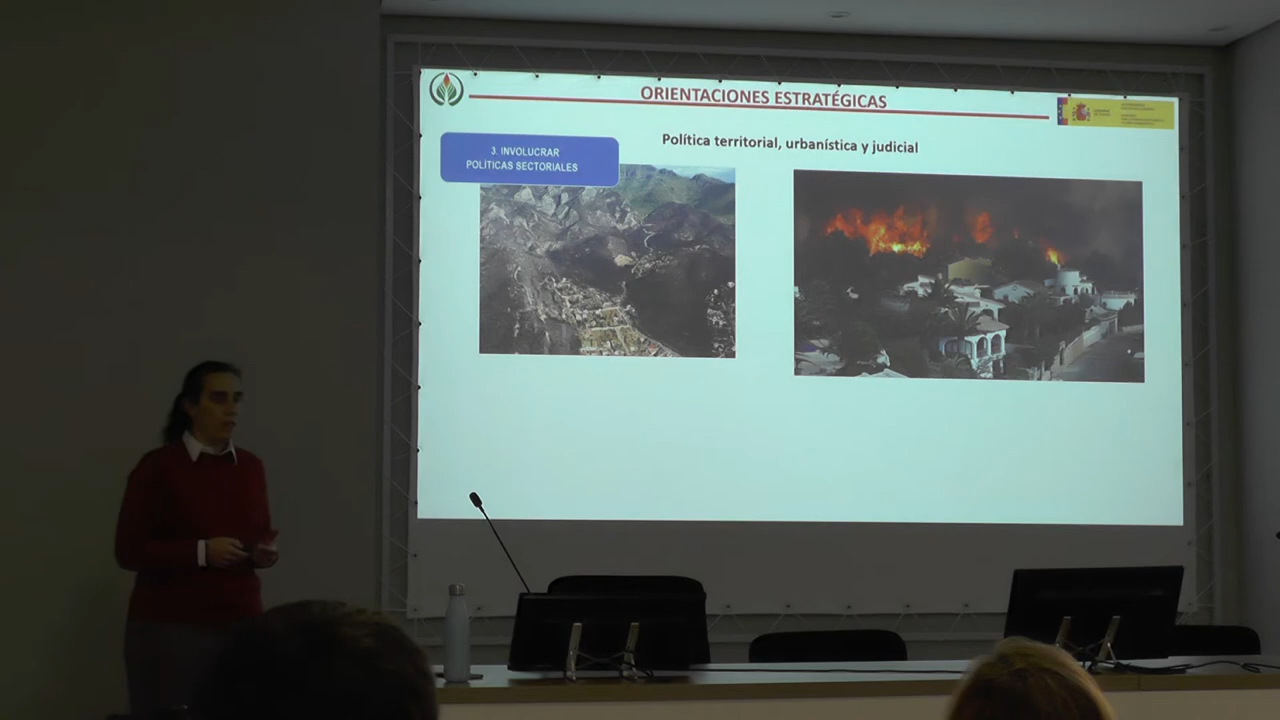 ORIENTACIONES ESTRATÉGICAS
3. INVOLUCRAR
POLÍTICAS SECTORIALES
Política territorial, urbanística y judicial